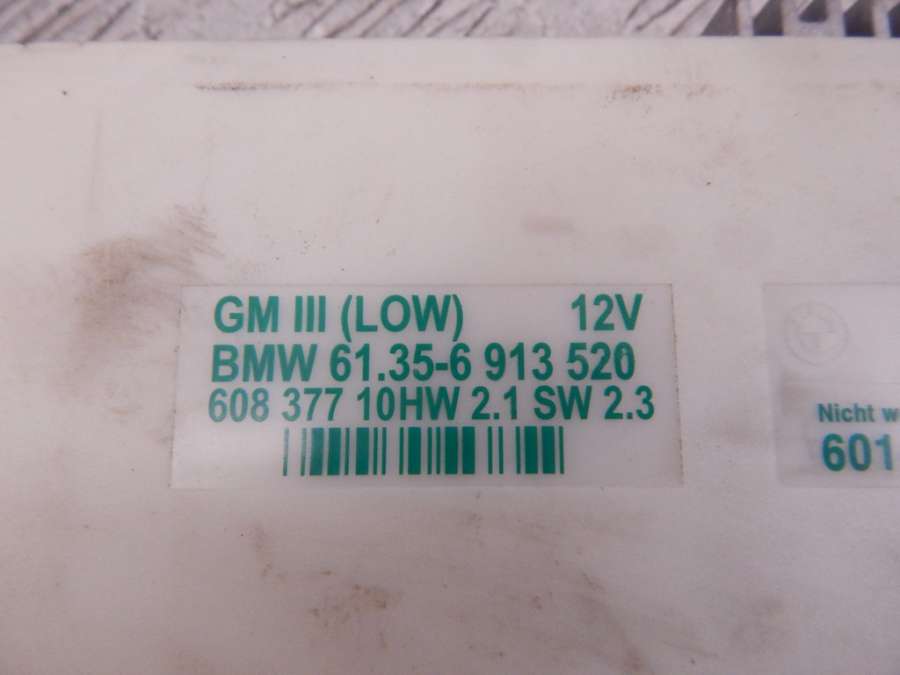 GM III (LOW) 12V
BMW 61.35-6 913 520
608 377 10HW 2.1 SW 2.3
Nicht
601